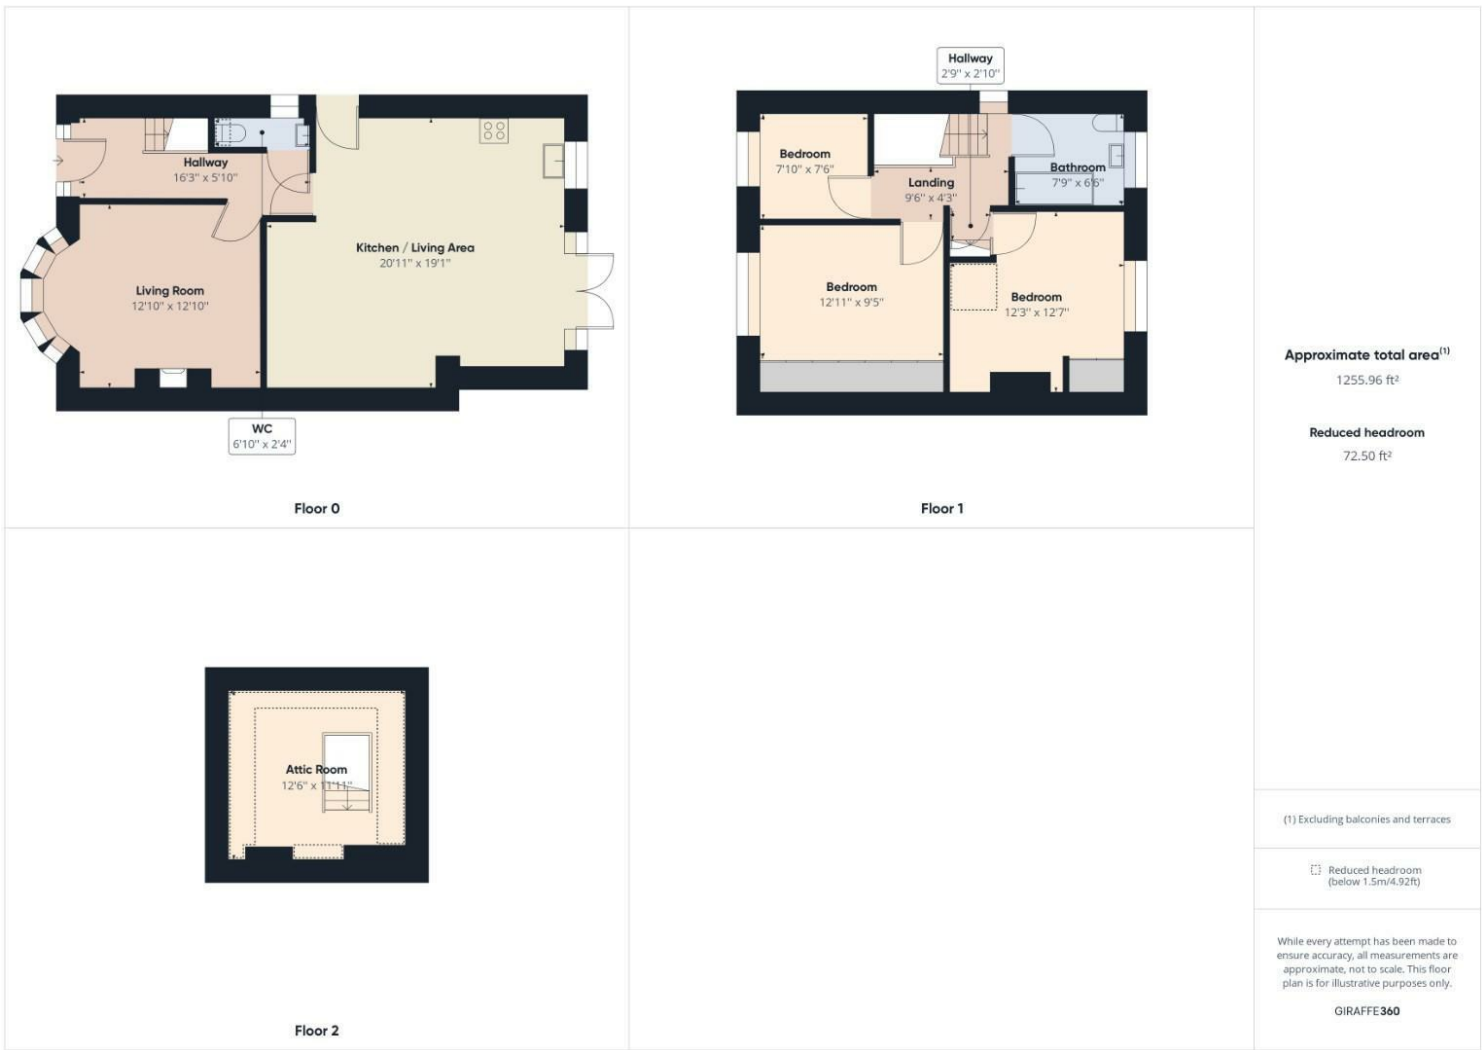 Hallway
16'3" x 5'10"
Living Room
12'10" x 12'10"
Kitchen / Living Area
20'11" x 19'1"
WC
6'10" x 2'4"
Floor 0
Hallway
2'9" x 2'10"
Bedroom
7'10" x 7'6"
Landing
9'6" x 4'3"
Bathroom
7'9" x 6'6"
Bedroom
12'11" x 9'5"
Bedroom
12'3" x 12'7"
Floor 1
Attic Room
12'6" x 11'11"
Floor 2
Approximate total area(1)
1255.96 ft²
Reduced headroom
72.50 ft²
(1) Excluding balconies and terraces
Reduced headroom
(below 1.5m/4.92ft)
While every attempt has been made to
ensure accuracy, all measurements are
approximate, not to scale. This floor
plan is for illustrative purposes only.
GIRAFFE360